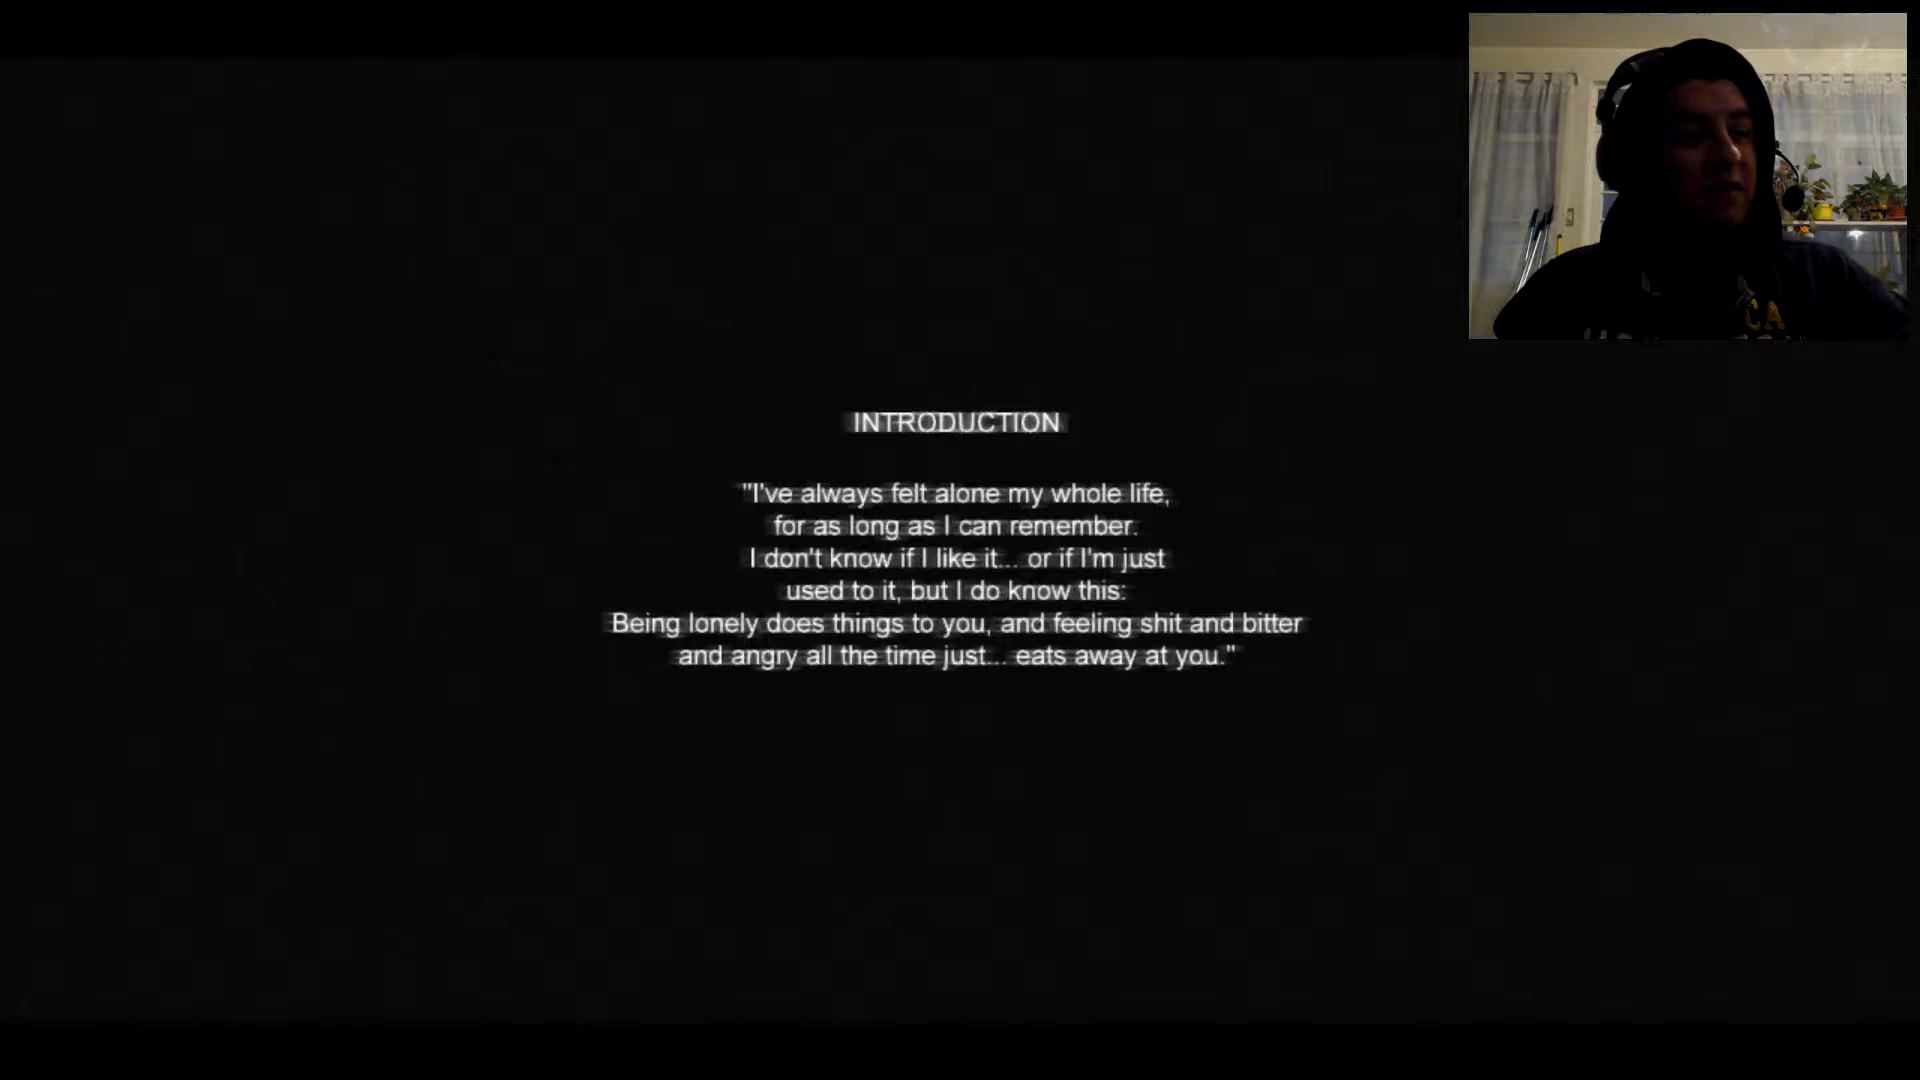 INTRODUCTION
"I've always felt alone my whole life,
for as long as I can remember.
I don't know if I like it... or if I'm just
used to it, but I do know this:
Being lonely does things to you, and feeling shit and bitter
and angry all the time just... eats away at you."
CA